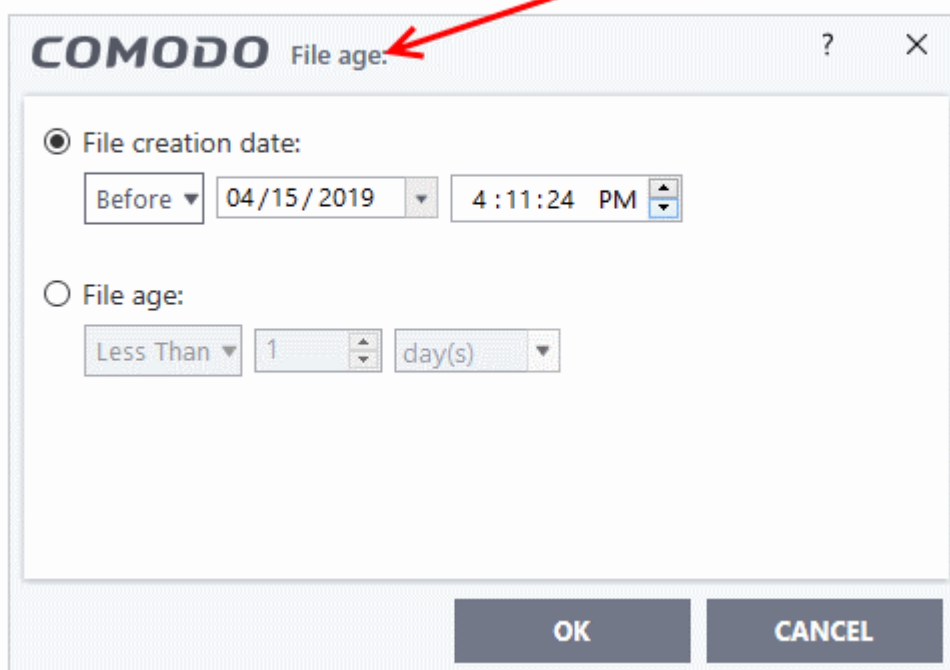 COMODO File age: ? ×
File creation date:
Before 04/15/2019 4:11:24 PM
File age:
Less Than 1 day(s)
OK CANCEL